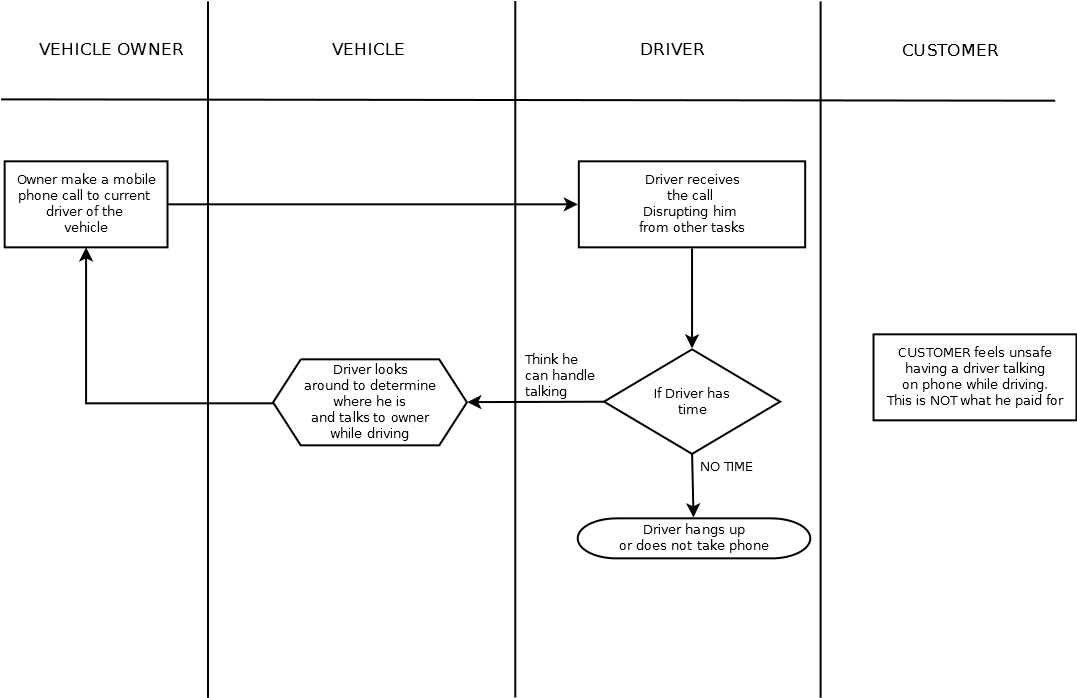 VEHICLE OWNER
VEHICLE
DRIVER
CUSTOMER
Owner make a mobile
phone call to current
driver of the
vehicle
Driver receives
the call
Disrupting him
from other tasks
Driver looks
around to determine
where he is
and talks to owner
while driving
Think he
can handle
talking
If Driver has
time
CUSTOMER feels unsafe
having a driver talking
on phone while driving.
This is NOT what he paid for
NO TIME
Driver hangs up
or does not take phone